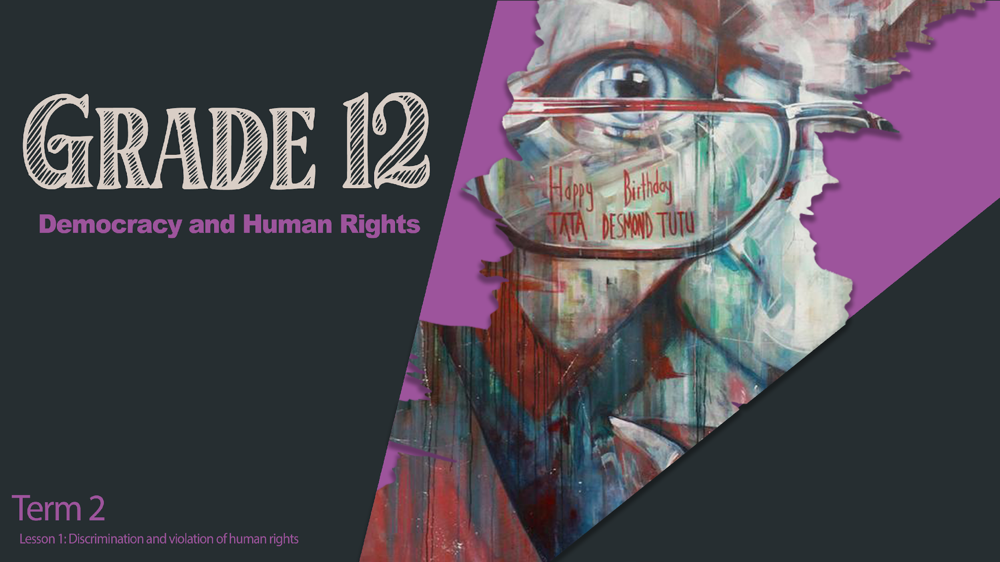 GRADE 12
Democracy and Human Rights
Happy Birthday
TATA DESMOND TUTU
Term 2
Lesson 1: Discrimination and violation of human rights